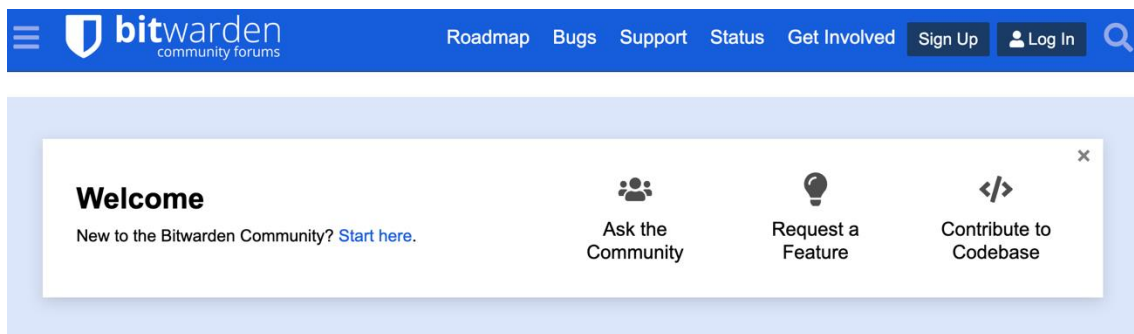 bitwarden
community forums
Roadmap Bugs Support Status Get Involved Sign Up Log In
Welcome
New to the Bitwarden Community? Start here.
Ask the
Community
Request a
Feature
Contribute to
Codebase